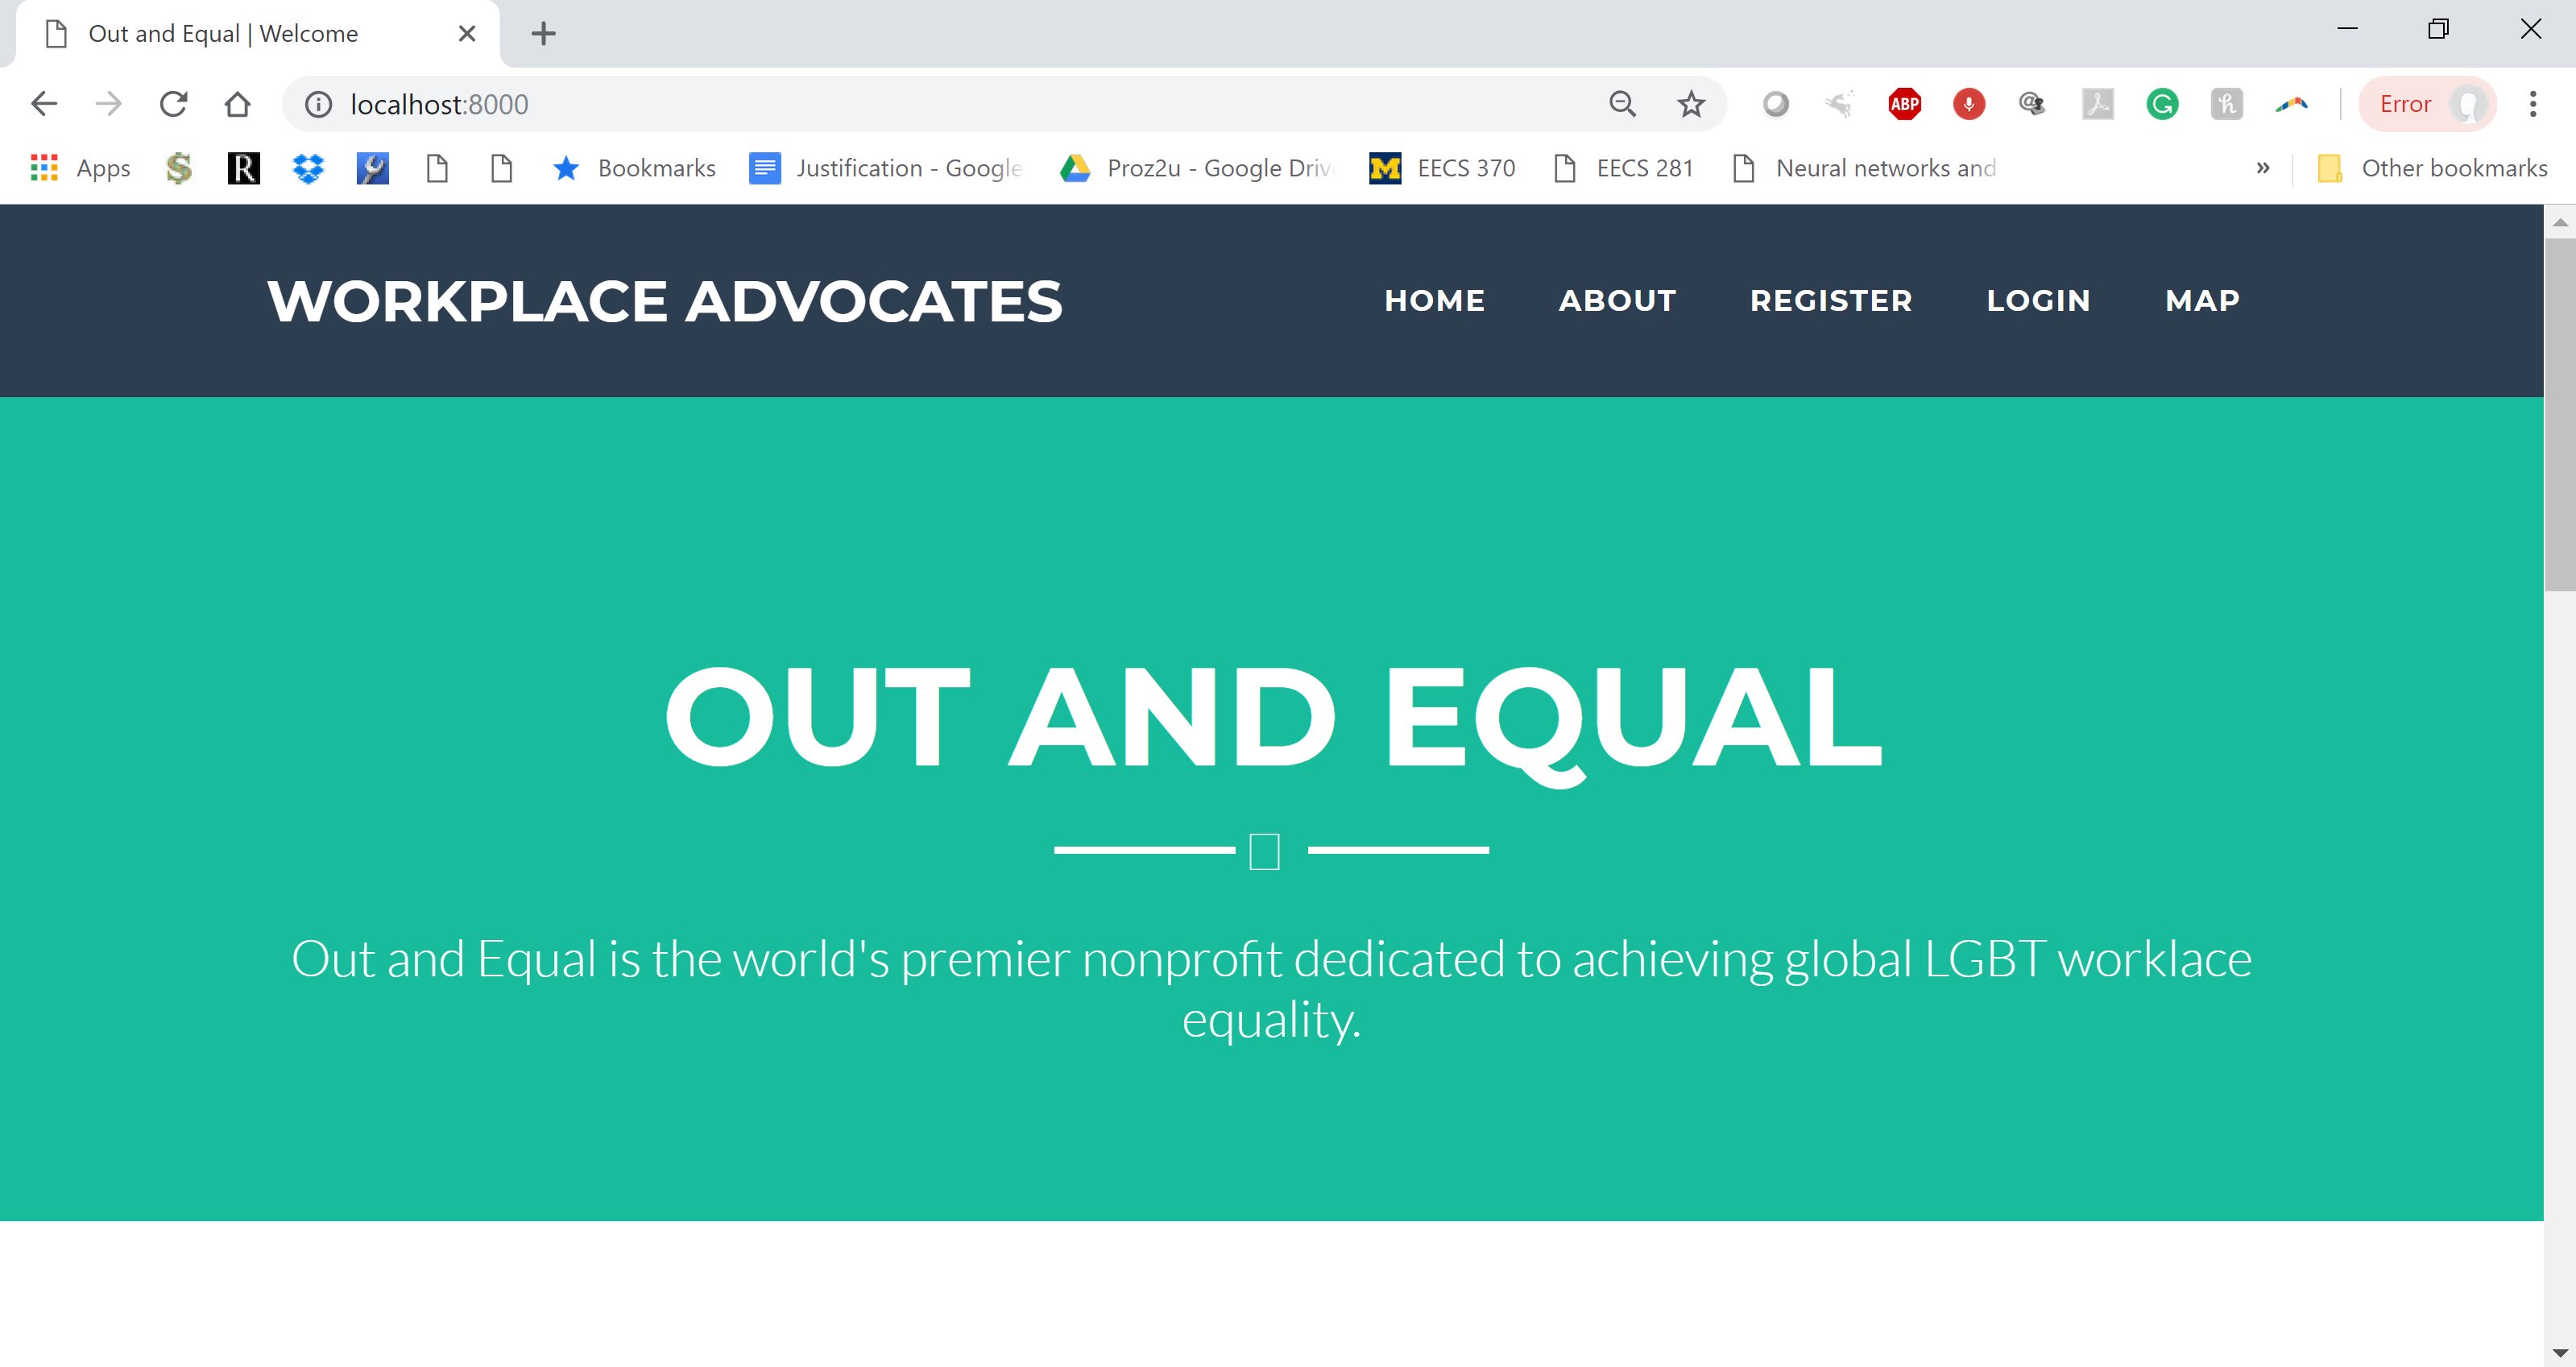 Out and Equal | Welcome
localhost:8000
ABP
Error
Apps
Bookmarks
Justification - Google
Proz2u - Google Driv
EECS 370
EECS 281
Neural networks and
»
Other bookmarks
WORKPLACE ADVOCATES
HOME ABOUT REGISTER LOGIN MAP
OUT AND EQUAL
Out and Equal is the world's premier nonprofit dedicated to achieving global LGBT worklace
equality.